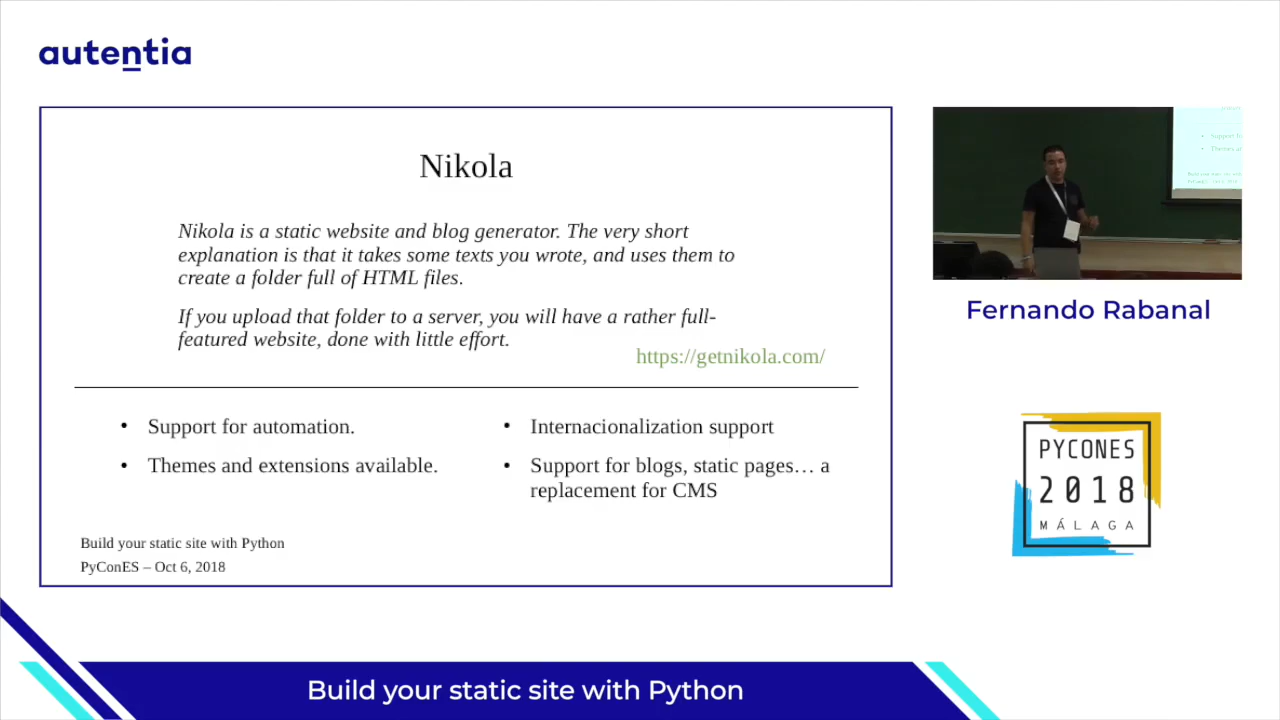 autentia
Nikola
Nikola is a static website and blog generator. The very short
explanation is that it takes some texts you wrote, and uses them to
create a folder full of HTML files.
If you upload that folder to a server, you will have a rather full-
featured website, done with little effort.
https://getnikola.com/
• Support for automation.
• Themes and extensions available.
• Internacionalization support
• Support for blogs, static pages… a
replacement for CMS
Build your static site with Python
PyConES – Oct 6, 2018
Fernando Rabanal
PYCONES
2018
MÁLAGA
Build your static site with Python